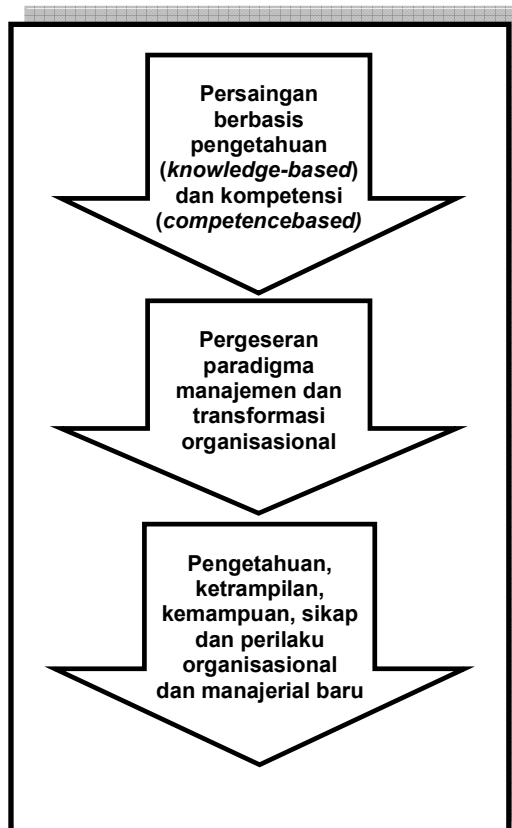 Persaingan
berbasis
pengetahuan
(knowledge-based)
dan kompetensi
(competencebased)
Pergeseran
paradigma
manajemen dan
transformasi
organisasional
Pengetahuan,
ketrampilan,
kemampuan, sikap
dan perilaku
organisasional
dan manajerial baru